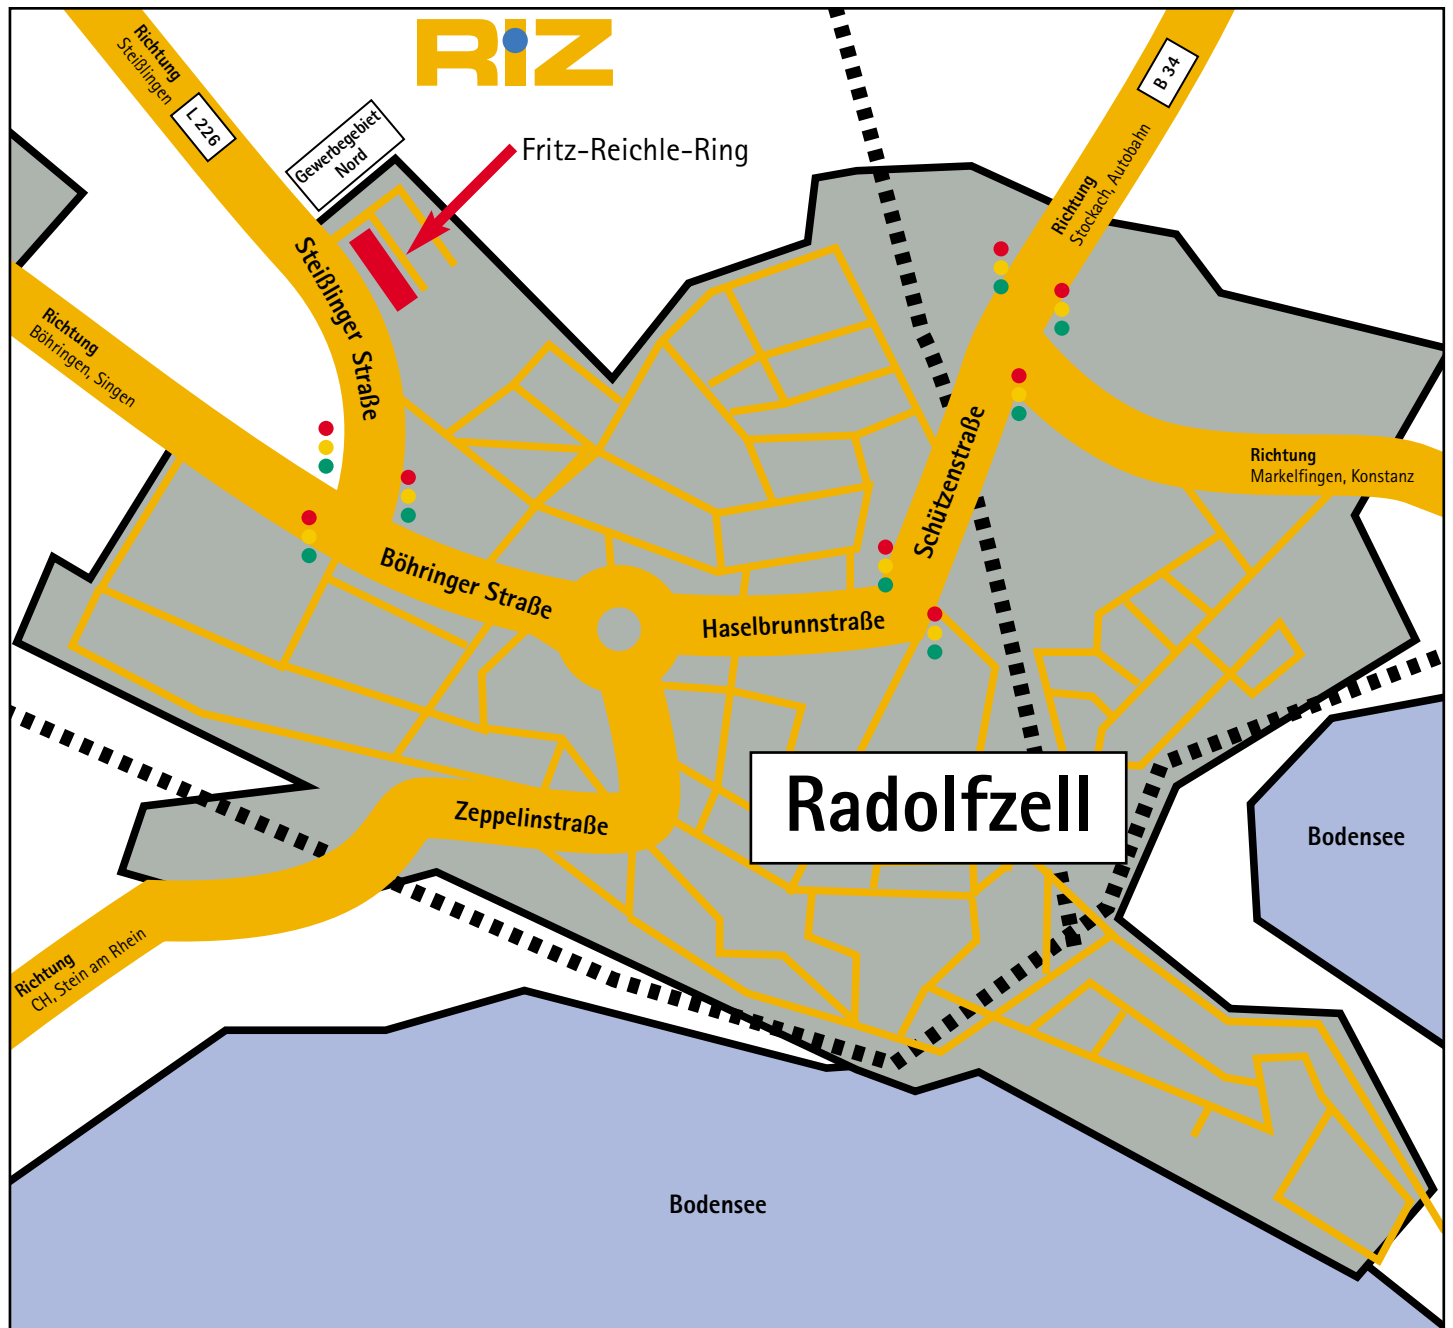 RiZ
Richtung
Steißlingen
L 226
B 34
Gewerbegebiet
Nord
Fritz-Reichle-Ring
Richtung
Stockach, Autobahn
Steißlinger Straße
Richtung
Böhringen, Singen
Schützenstraße
Richtung
Markelfingen, Konstanz
Böhringer Straße
Haselbrunnstraße
Radolfzell
Zeppelinstraße
Bodensee
Richtung
CH, Stein am Rhein
Bodensee